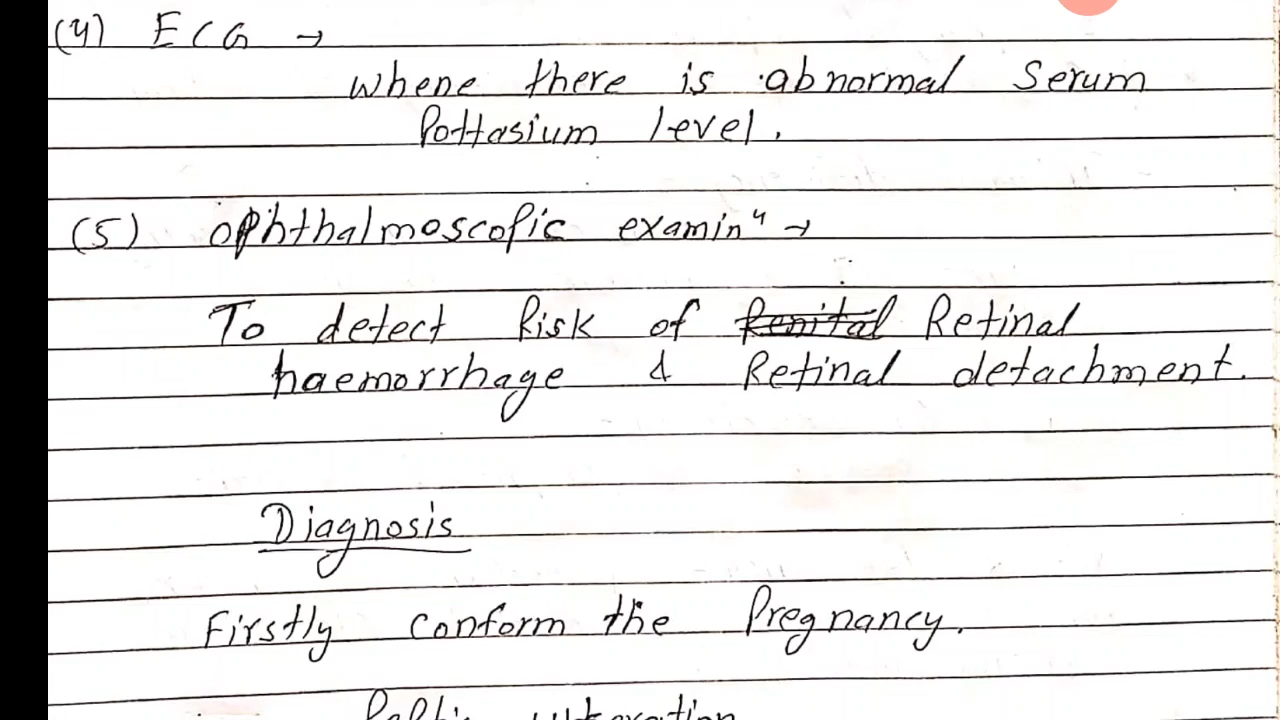 (4) ECG →
whene there is abnormal Serum
Pottasium level.
(5) ophthalmoscopic examinⁿ →
To detect Risk of Renital Retinal
haemorrhage & Retinal detachment.
Diagnosis
Firstly conform the Pregnancy.